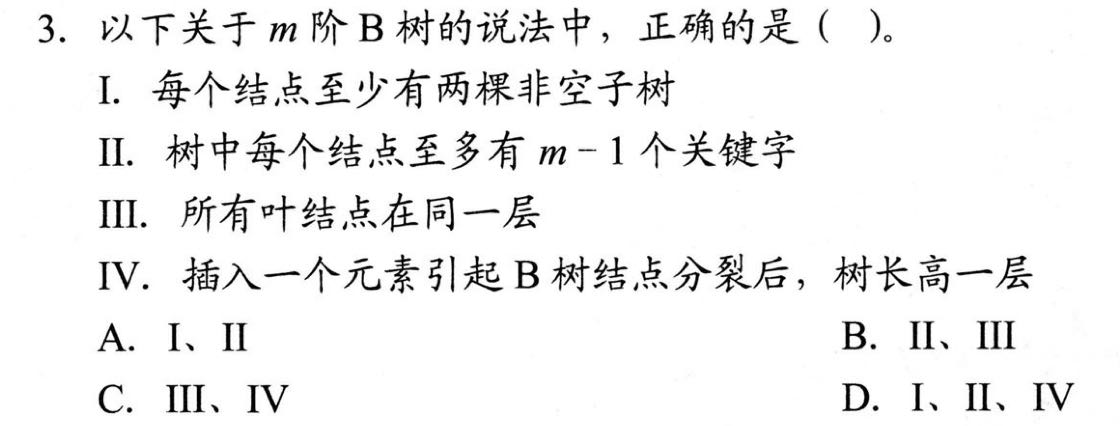 3. 以下关于 m 阶 B 树的说法中，正确的是（ ）。
I. 每个结点至少有两棵非空子树
II. 树中每个结点至多有 m－1 个关键字
III. 所有叶结点在同一层
IV. 插入一个元素引起 B 树结点分裂后，树长高一层
A. I、II B. II、III
C. III、IV D. I、II、IV